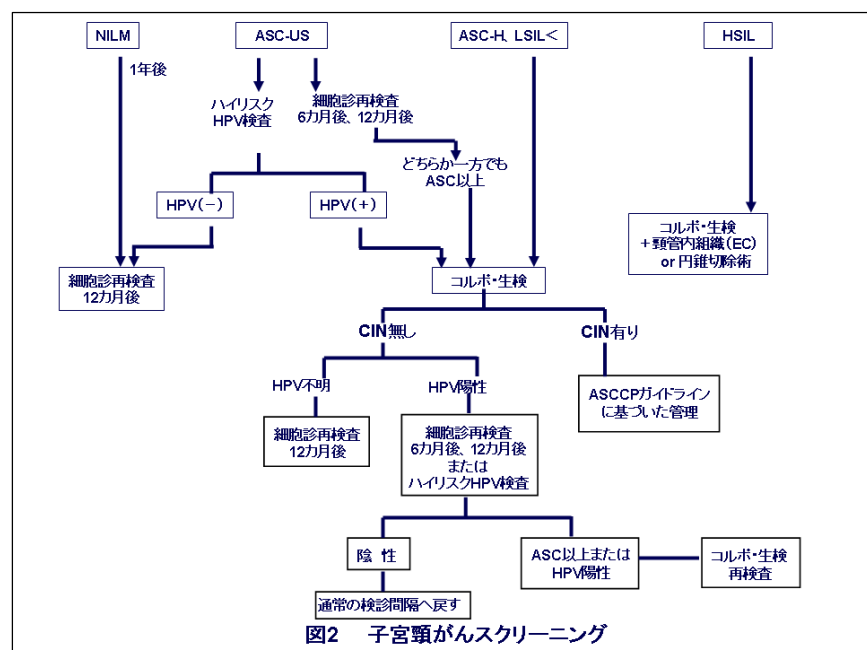 NILM
ASC-US
ASC-H、LSIL<
HSIL
1年後
ハイリスク
HPV検査
細胞診再検査
6カ月後、12カ月後
どちらか一方でも
ASC以上
HPV(-)
HPV(+)
コルポ・生検
+頸管内組織(EC)
or 円錐切除術
細胞診再検査
12カ月後
コルポ・生検
CIN無し
CIN有り
HPV不明
HPV陽性
ASCCPガイドライン
に基づいた管理
細胞診再検査
12カ月後
細胞診再検査
6カ月後、12カ月後
または
ハイリスクHPV検査
陰 性
ASC以上または
HPV陽性
コルポ・生検
再検査
通常の検診間隔へ戻す
図2 子宮頸がんスクリーニング